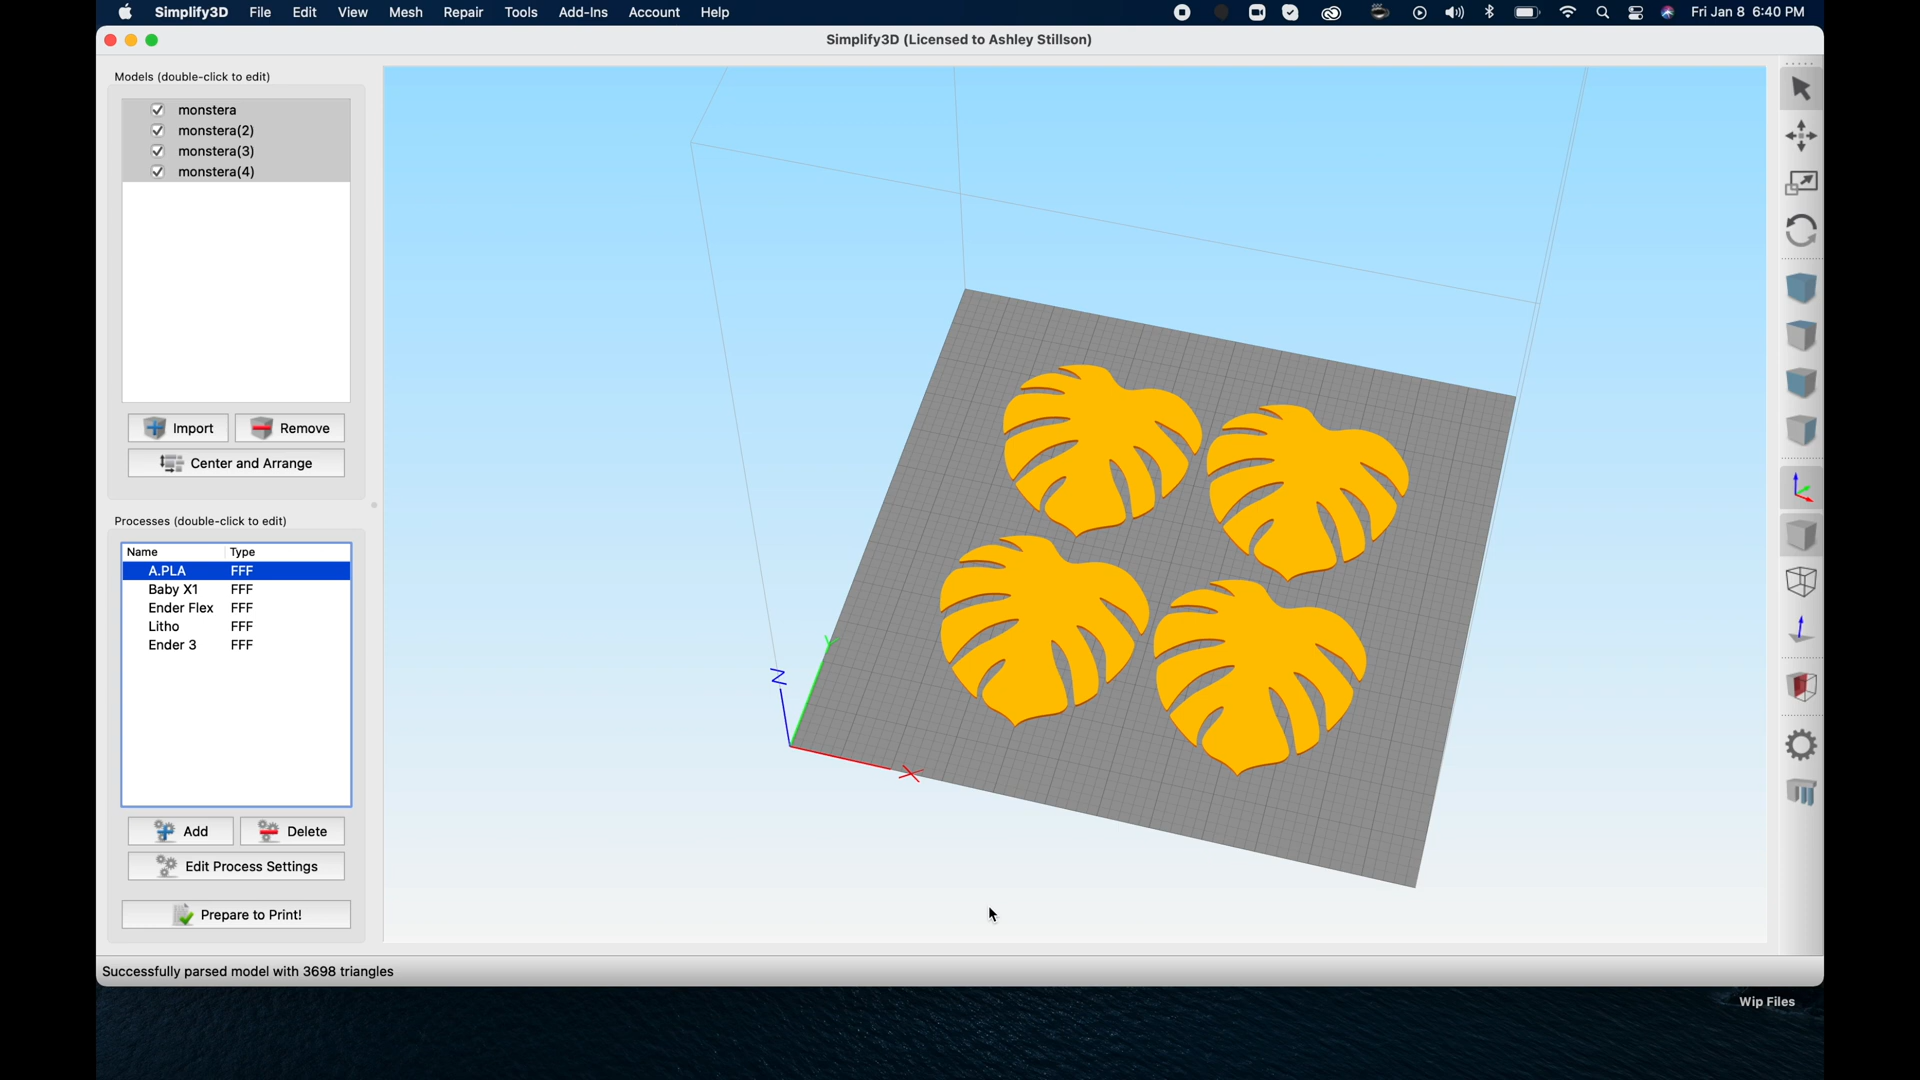 Simplify3D File Edit View Mesh Repair Tools Add-Ins Account Help Fri Jan 8 6:40 PM
Simplify3D (Licensed to Ashley Stillson)
Models (double-click to edit)
monstera
monstera(2)
monstera(3)
monstera(4)
Import Remove
Center and Arrange
Processes (double-click to edit)
Name Type
A.PLA FFF
Baby X1 FFF
Ender Flex FFF
Litho FFF
Ender 3 FFF
Add Delete
Edit Process Settings
Prepare to Print!
Y
Z
X
Successfully parsed model with 3698 triangles
Wip Files